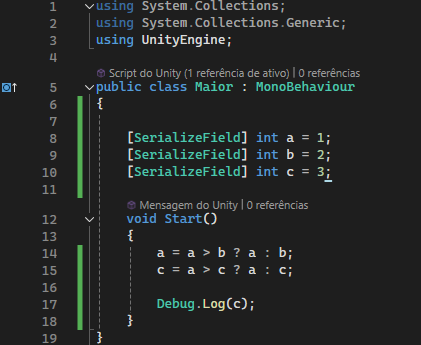 1 using System.Collections;
2 using System.Collections.Generic;
3 using UnityEngine;
4
Script do Unity (1 referência de ativo) | 0 referências
5 public class Maior : MonoBehaviour
6 {
7
8 [SerializeField] int a = 1;
9 [SerializeField] int b = 2;
10 [SerializeField] int c = 3;
11
Mensagem do Unity | 0 referências
12 void Start()
13 {
14 a = a > b ? a : b;
15 c = a > c ? a : c;
16
17 Debug.Log(c);
18 }
19 }